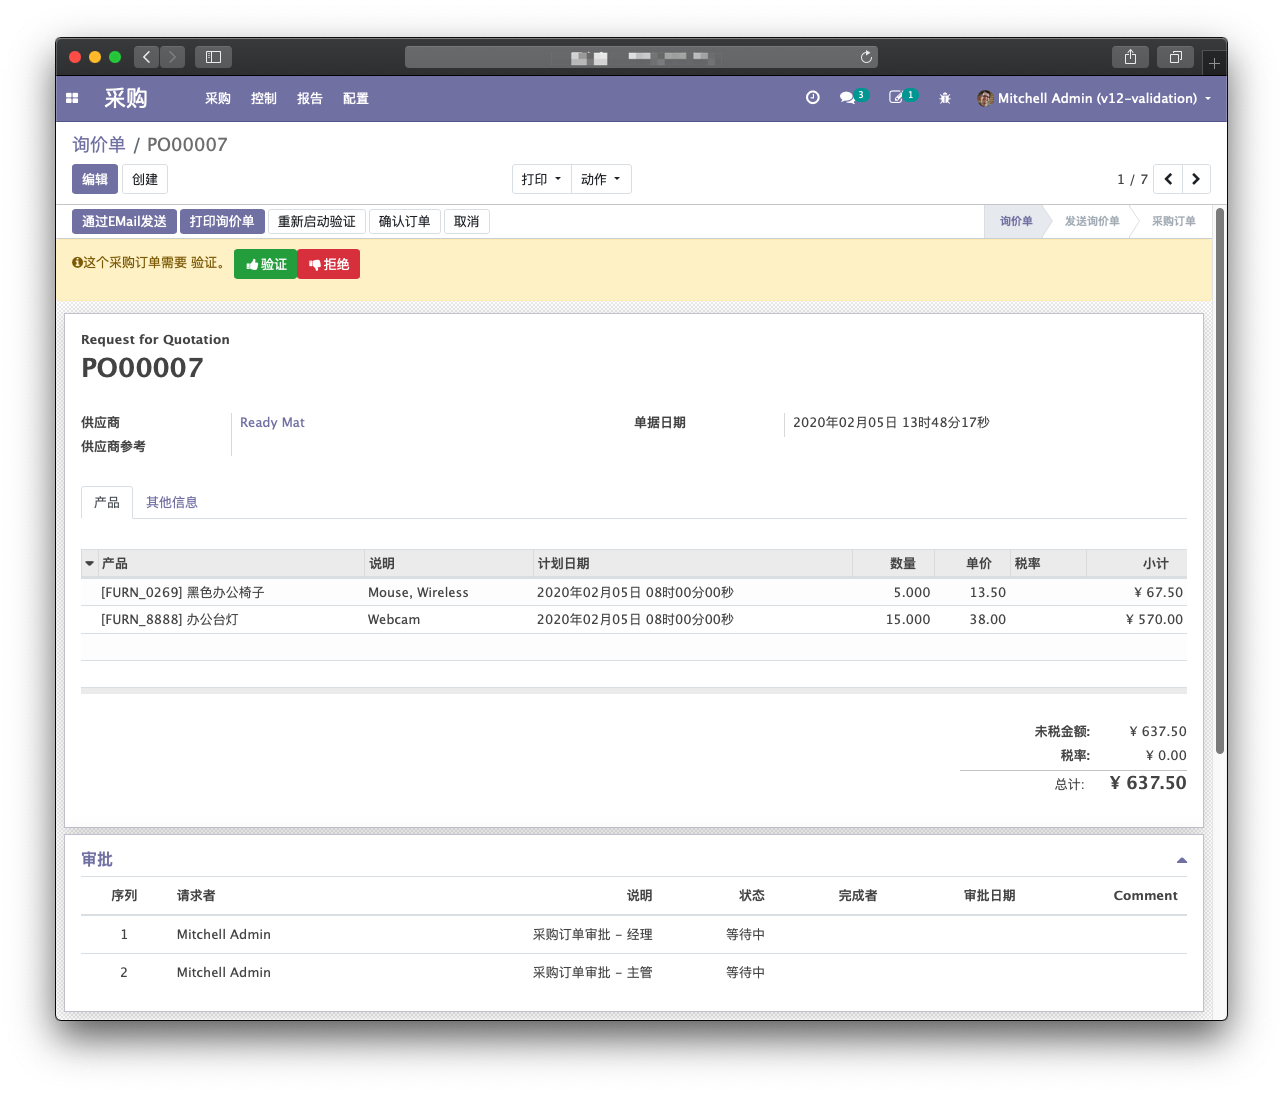 采购 采购 控制 报告 配置 3 1 Mitchell Admin (v12-validation)
询价单 / PO00007
编辑 创建 打印 动作 1 / 7
通过EMail发送 打印询价单 重新启动验证 确认订单 取消 询价单 发送询价单 采购订单
这个采购订单需要 验证。 验证 拒绝
Request for Quotation
PO00007
供应商 Ready Mat 单据日期 2020年02月05日 13时48分17秒
供应商参考
产品 其他信息
产品 说明 计划日期 数量 单价 税率 小计
[FURN_0269] 黑色办公椅子 Mouse, Wireless 2020年02月05日 08时00分00秒 5.000 13.50 ¥ 67.50
[FURN_8888] 办公台灯 Webcam 2020年02月05日 08时00分00秒 15.000 38.00 ¥ 570.00
未税金额: ¥ 637.50
税率: ¥ 0.00
总计: ¥ 637.50
审批
序列 请求者 说明 状态 完成者 审批日期 Comment
1 Mitchell Admin 采购订单审批 - 经理 等待中
2 Mitchell Admin 采购订单审批 - 主管 等待中